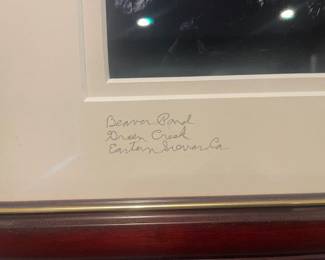 Beaver Pond
Green Creek
Eastern Sierras Ca